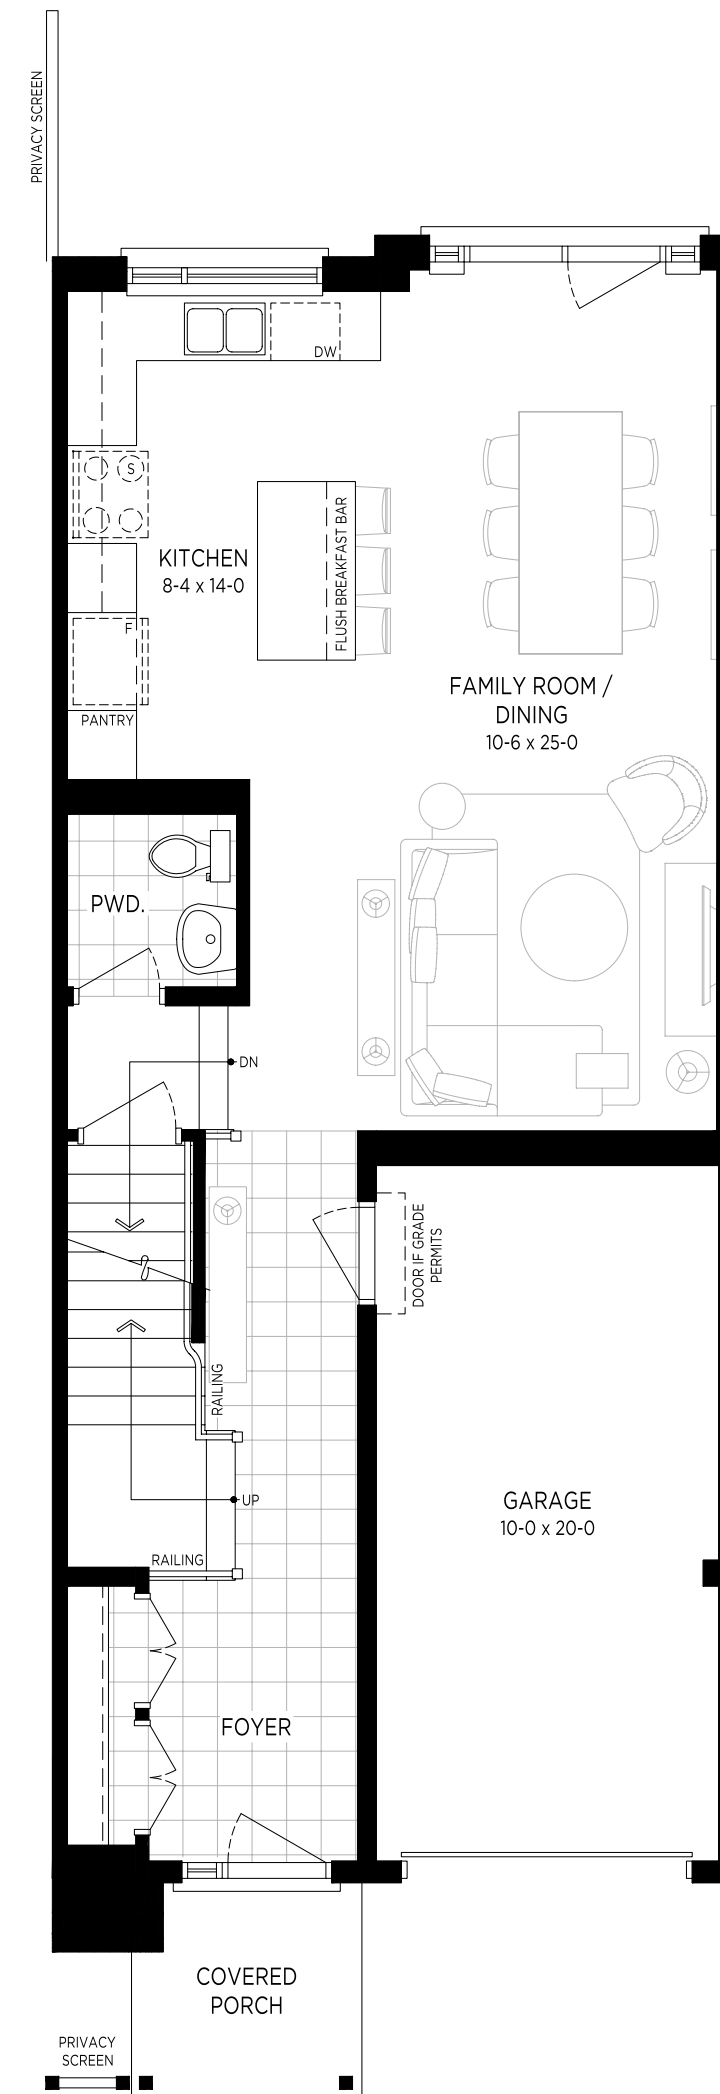 PRIVACY SCREEN
DW
S
KITCHEN
8-4 x 14-0
FLUSH BREAKFAST BAR
F
PANTRY
FAMILY ROOM /
DINING
10-6 x 25-0
PWD.
DN
DOOR IF GRADE
PERMITS
RAILING
UP
RAILING
GARAGE
10-0 x 20-0
FOYER
COVERED
PORCH
PRIVACY
SCREEN